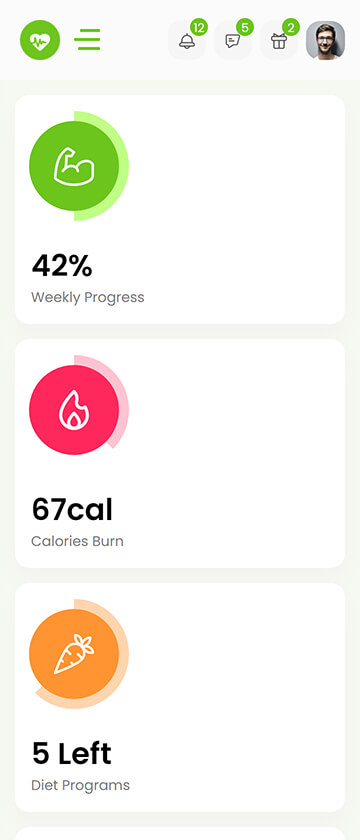 12
5
2
42%
Weekly Progress
67cal
Calories Burn
5 Left
Diet Programs